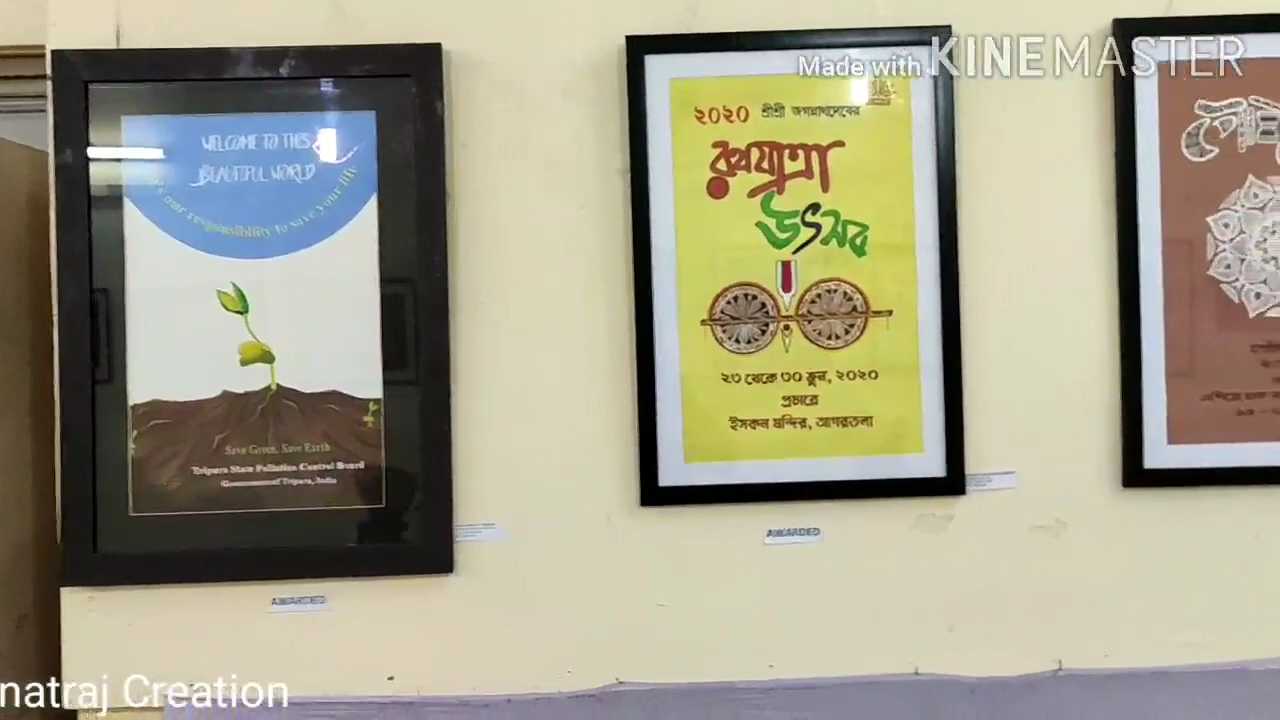 Made with KINEMASTER
WELCOME TO THIS
BEAUTIFUL WORLD
our responsibility to save your life
Save Green, Save Earth
Tripura State Pollution Control Board
Government of Tripura, India
AWARDED
২০২০ শ্রীশ্রী জগন্নাথদেবের
রথযাত্রা
উৎসব
২৩ থেকে ৩০ জুন, ২০২০
প্রচারে
ইসকন মন্দির, আগরতলা
AWARDED
natraj Creation